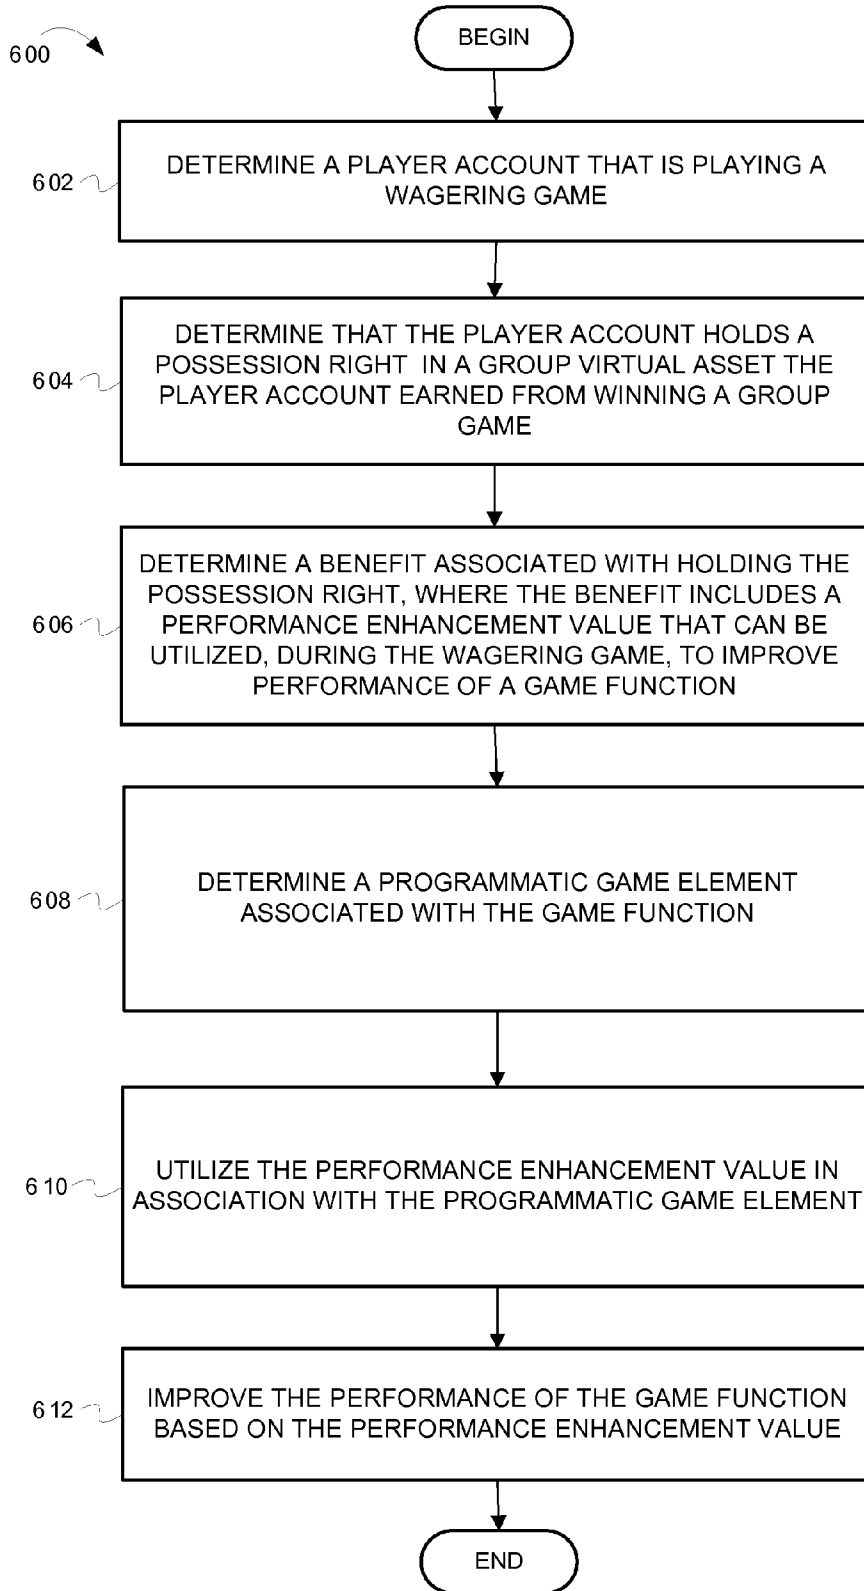 600
BEGIN
602
DETERMINE A PLAYER ACCOUNT THAT IS PLAYING A
WAGERING GAME
604
DETERMINE THAT THE PLAYER ACCOUNT HOLDS A
POSSESSION RIGHT IN A GROUP VIRTUAL ASSET THE
PLAYER ACCOUNT EARNED FROM WINNING A GROUP
GAME
606
DETERMINE A BENEFIT ASSOCIATED WITH HOLDING THE
POSSESSION RIGHT, WHERE THE BENEFIT INCLUDES A
PERFORMANCE ENHANCEMENT VALUE THAT CAN BE
UTILIZED, DURING THE WAGERING GAME, TO IMPROVE
PERFORMANCE OF A GAME FUNCTION
608
DETERMINE A PROGRAMMATIC GAME ELEMENT
ASSOCIATED WITH THE GAME FUNCTION
610
UTILIZE THE PERFORMANCE ENHANCEMENT VALUE IN
ASSOCIATION WITH THE PROGRAMMATIC GAME ELEMENT
612
IMPROVE THE PERFORMANCE OF THE GAME FUNCTION
BASED ON THE PERFORMANCE ENHANCEMENT VALUE
END